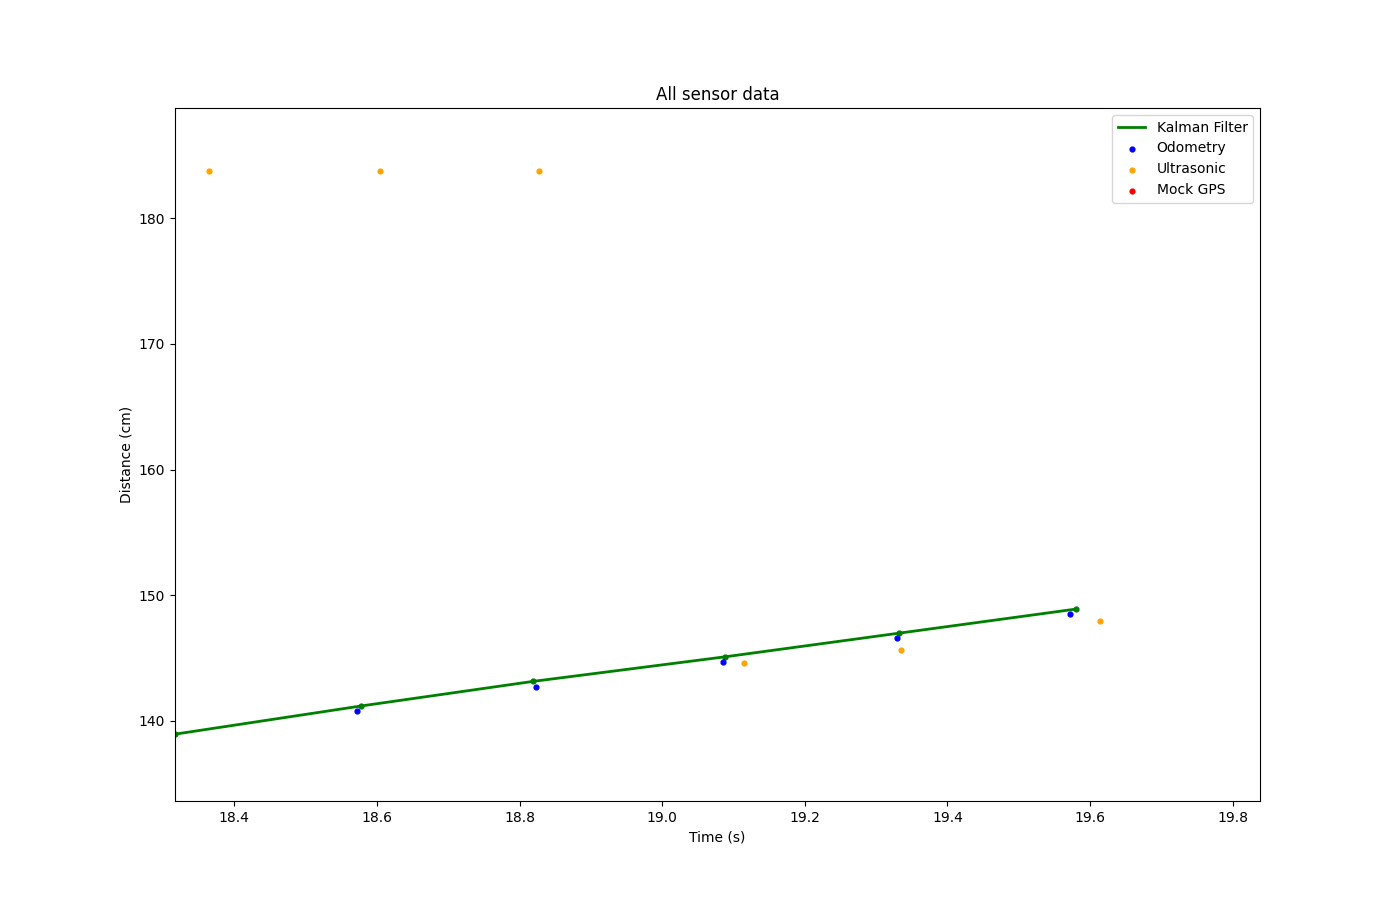 All sensor data
Kalman Filter
Odometry
Ultrasonic
Mock GPS
Distance (cm)
180
170
160
150
140
18.4 18.6 18.8 19.0 19.2 19.4 19.6 19.8
Time (s)